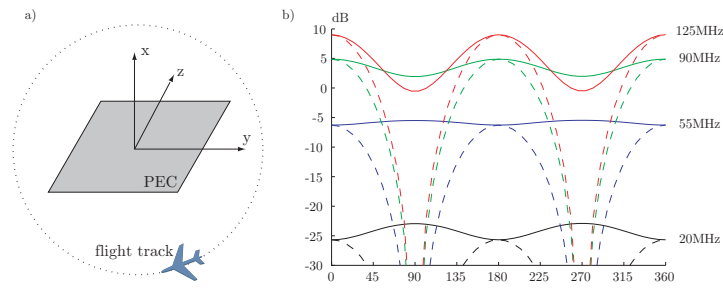 a)
x
z
y
PEC
flight track
b)
dB
10
5
0
-5
-10
-15
-20
-25
-30
0 45 90 135 180 225 270 315 360
125MHz
90MHz
55MHz
20MHz